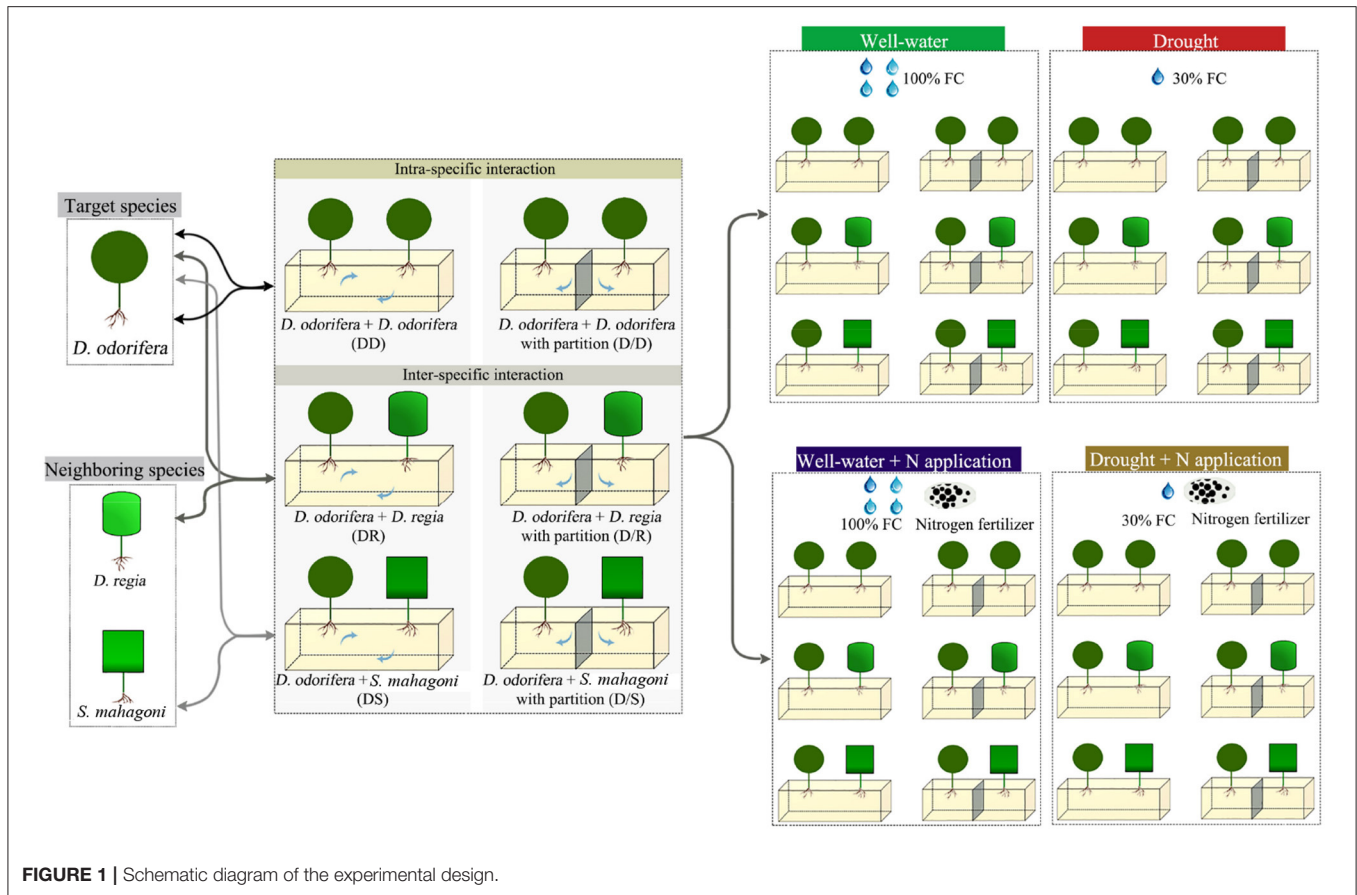 Target species
D. odorifera
Neighboring species
D. regia
S. mahagoni
Intra-specific interaction
D. odorifera + D. odorifera
(DD)
D. odorifera + D. odorifera
with partition (D/D)
Inter-specific interaction
D. odorifera + D. regia
(DR)
D. odorifera + D. regia
with partition (D/R)
D. odorifera + S. mahagoni
(DS)
D. odorifera + S. mahagoni
with partition (D/S)
Well-water
100% FC
Drought
30% FC
Well-water + N application
100% FC
Nitrogen fertilizer
Drought + N application
30% FC
Nitrogen fertilizer
FIGURE 1 | Schematic diagram of the experimental design.